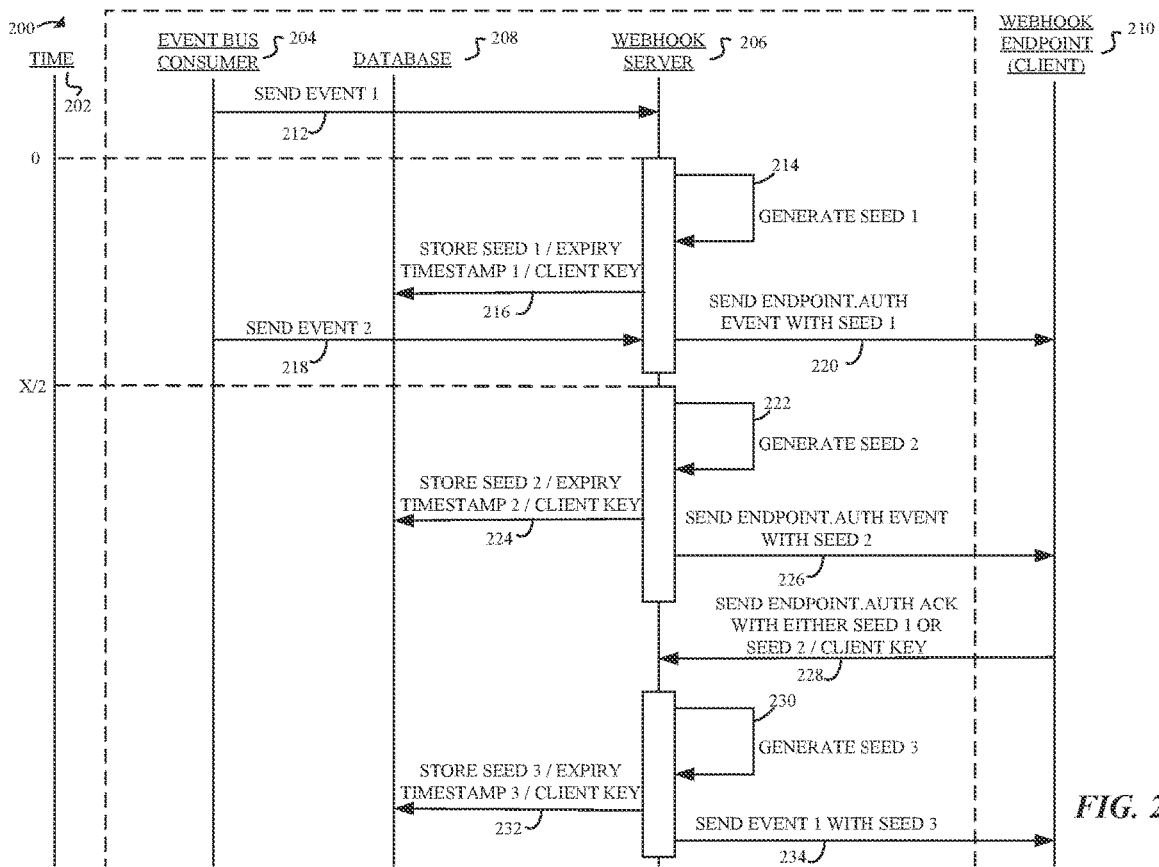 200
TIME
202
EVENT BUS
CONSUMER
204
DATABASE
208
WEBHOOK
SERVER
206
WEBHOOK
ENDPOINT
(CLIENT)
210
SEND EVENT 1
212
0
214
GENERATE SEED 1
STORE SEED 1 / EXPIRY
TIMESTAMP 1 / CLIENT KEY
216
SEND EVENT 2
218
SEND ENDPOINT.AUTH
EVENT WITH SEED 1
220
X/2
222
GENERATE SEED 2
STORE SEED 2 / EXPIRY
TIMESTAMP 2 / CLIENT KEY
224
SEND ENDPOINT.AUTH EVENT
WITH SEED 2
226
SEND ENDPOINT.AUTH ACK
WITH EITHER SEED 1 OR
SEED 2 / CLIENT KEY
228
230
GENERATE SEED 3
STORE SEED 3 / EXPIRY
TIMESTAMP 3 / CLIENT KEY
232
SEND EVENT 1 WITH SEED 3
234
FIG. 2